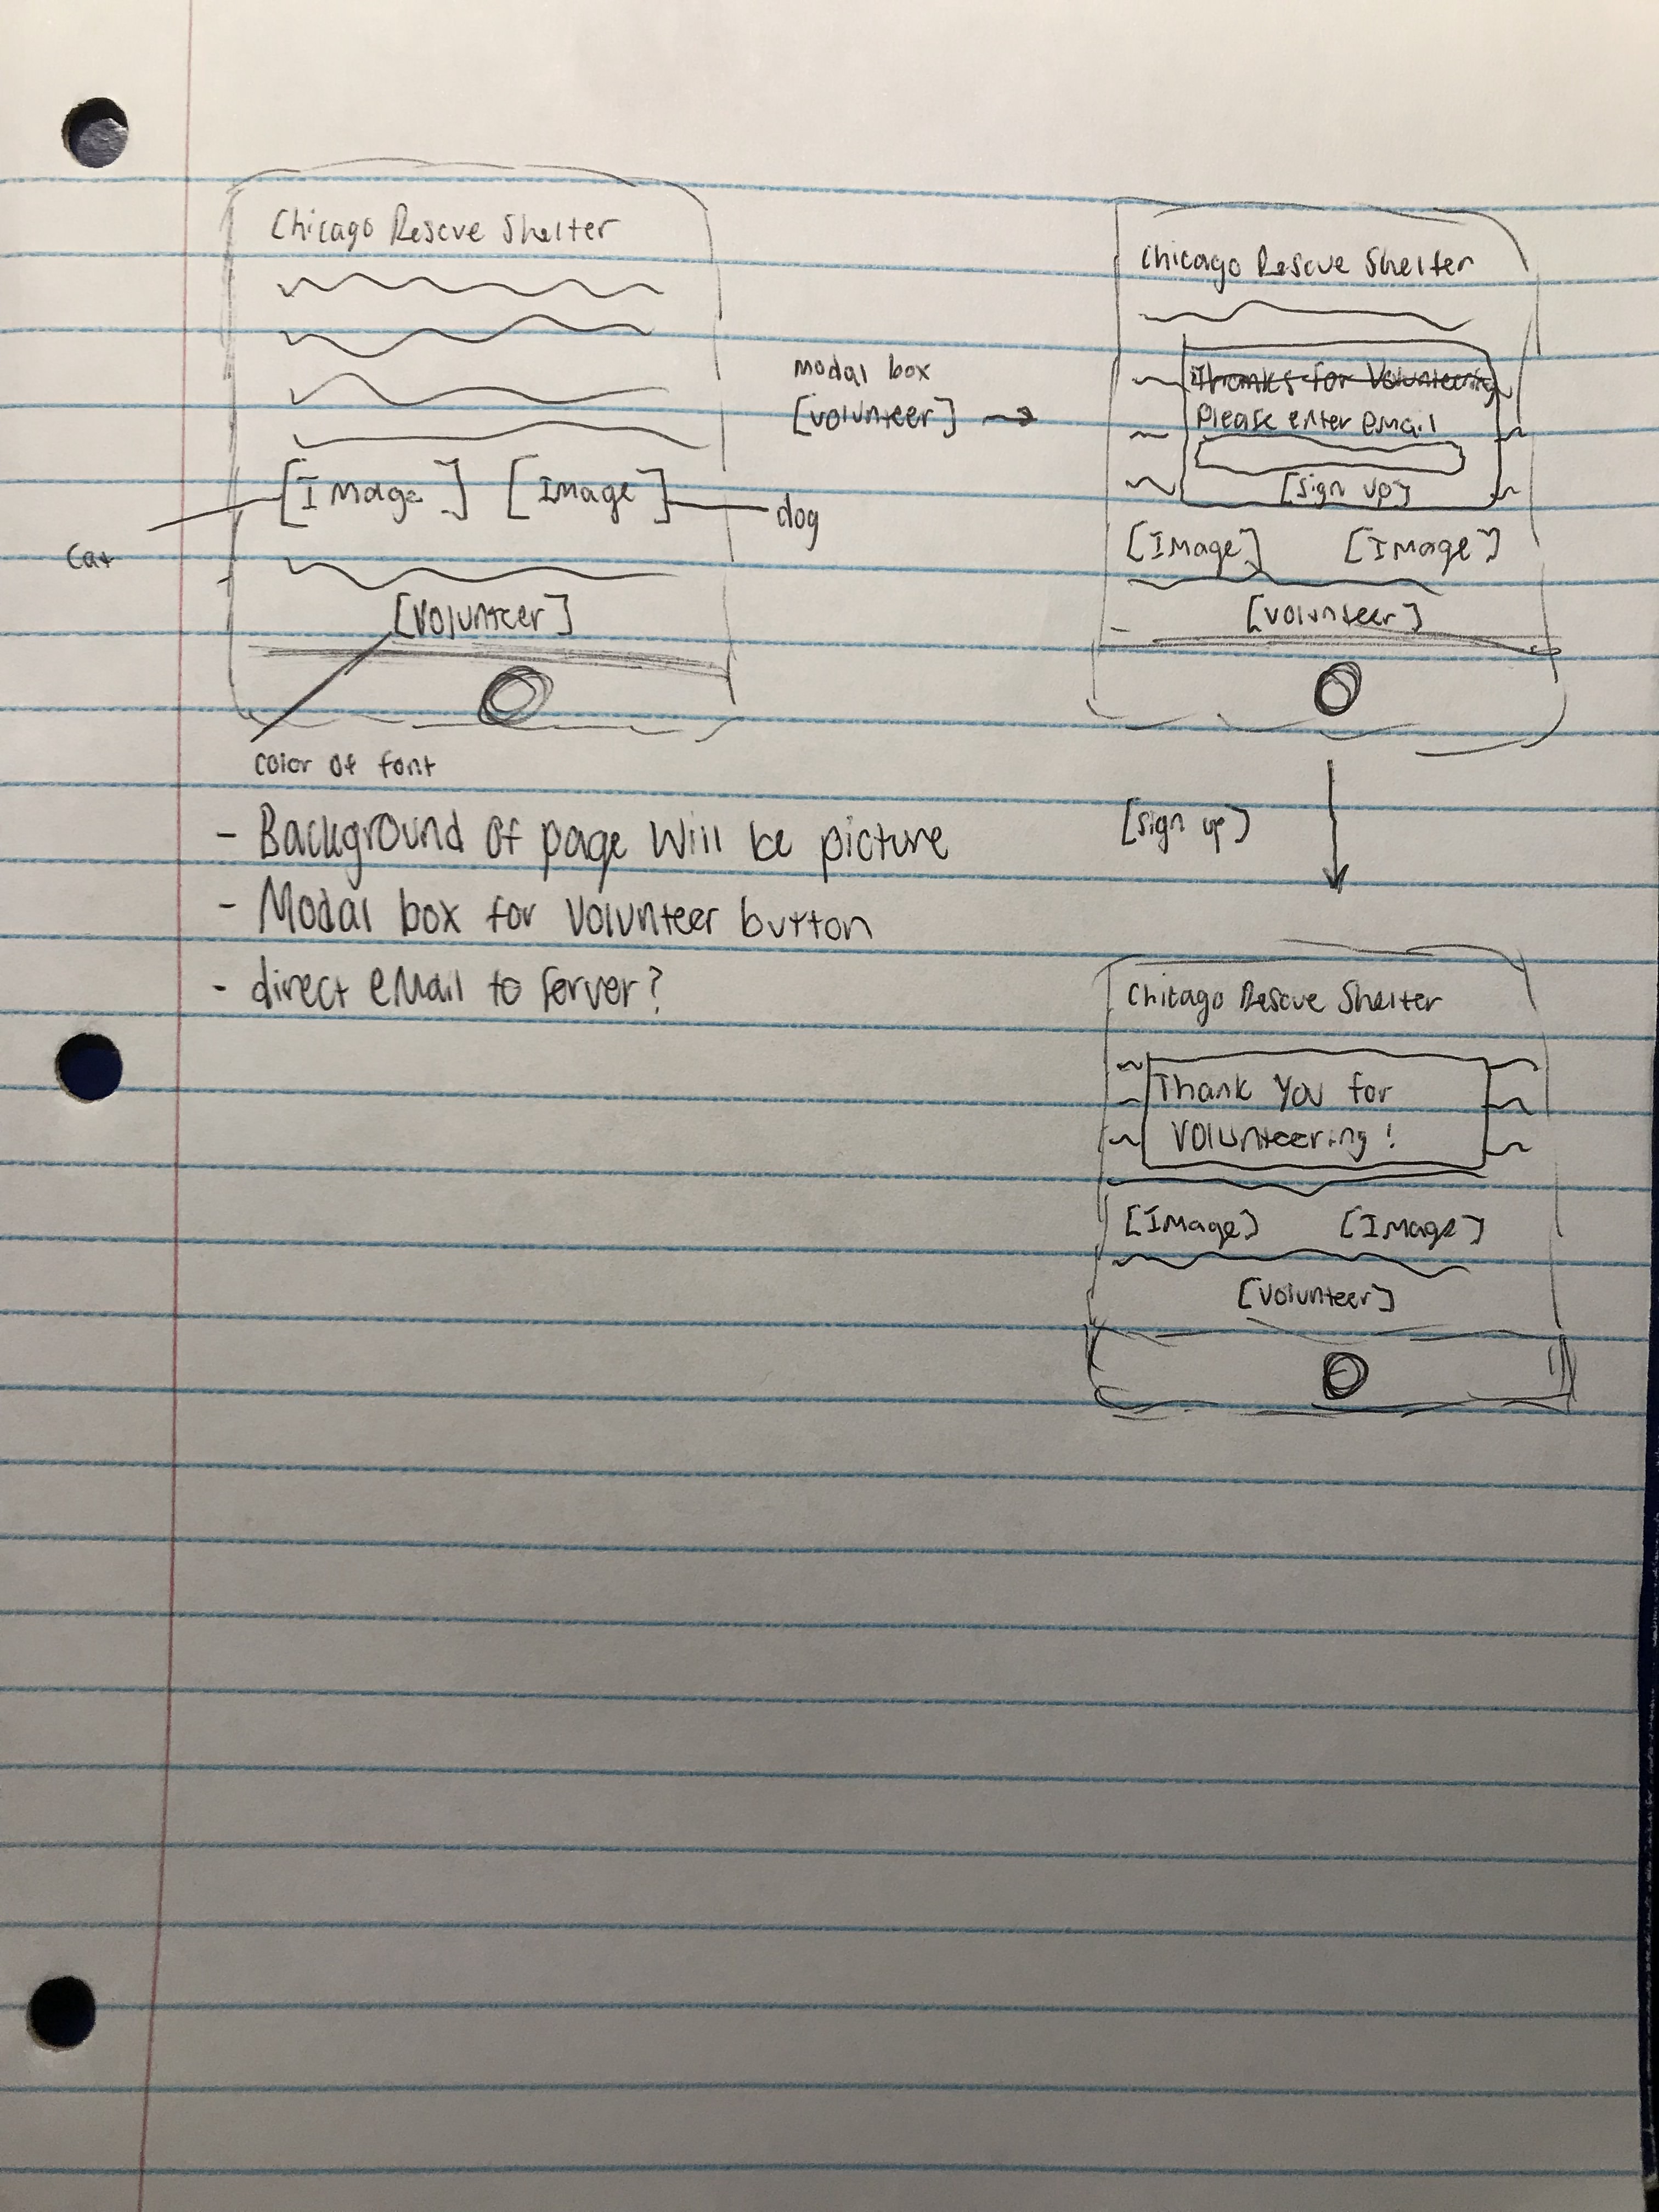 Chicago Rescue Shelter
[Image] [Image]
Cat
dog
[Volunteer]
Color of font
- Background of page will be picture
- Modal box for Volunteer button
- direct email to server?
modal box
[volunteer] →
Chicago Rescue Shelter
Thanks for Volunteering
Please enter email
[sign up]
[Image] [Image]
[volunteer]
[sign up]
Chicago Rescue Shelter
Thank You for
Volunteering!
[Image] [Image]
[Volunteer]